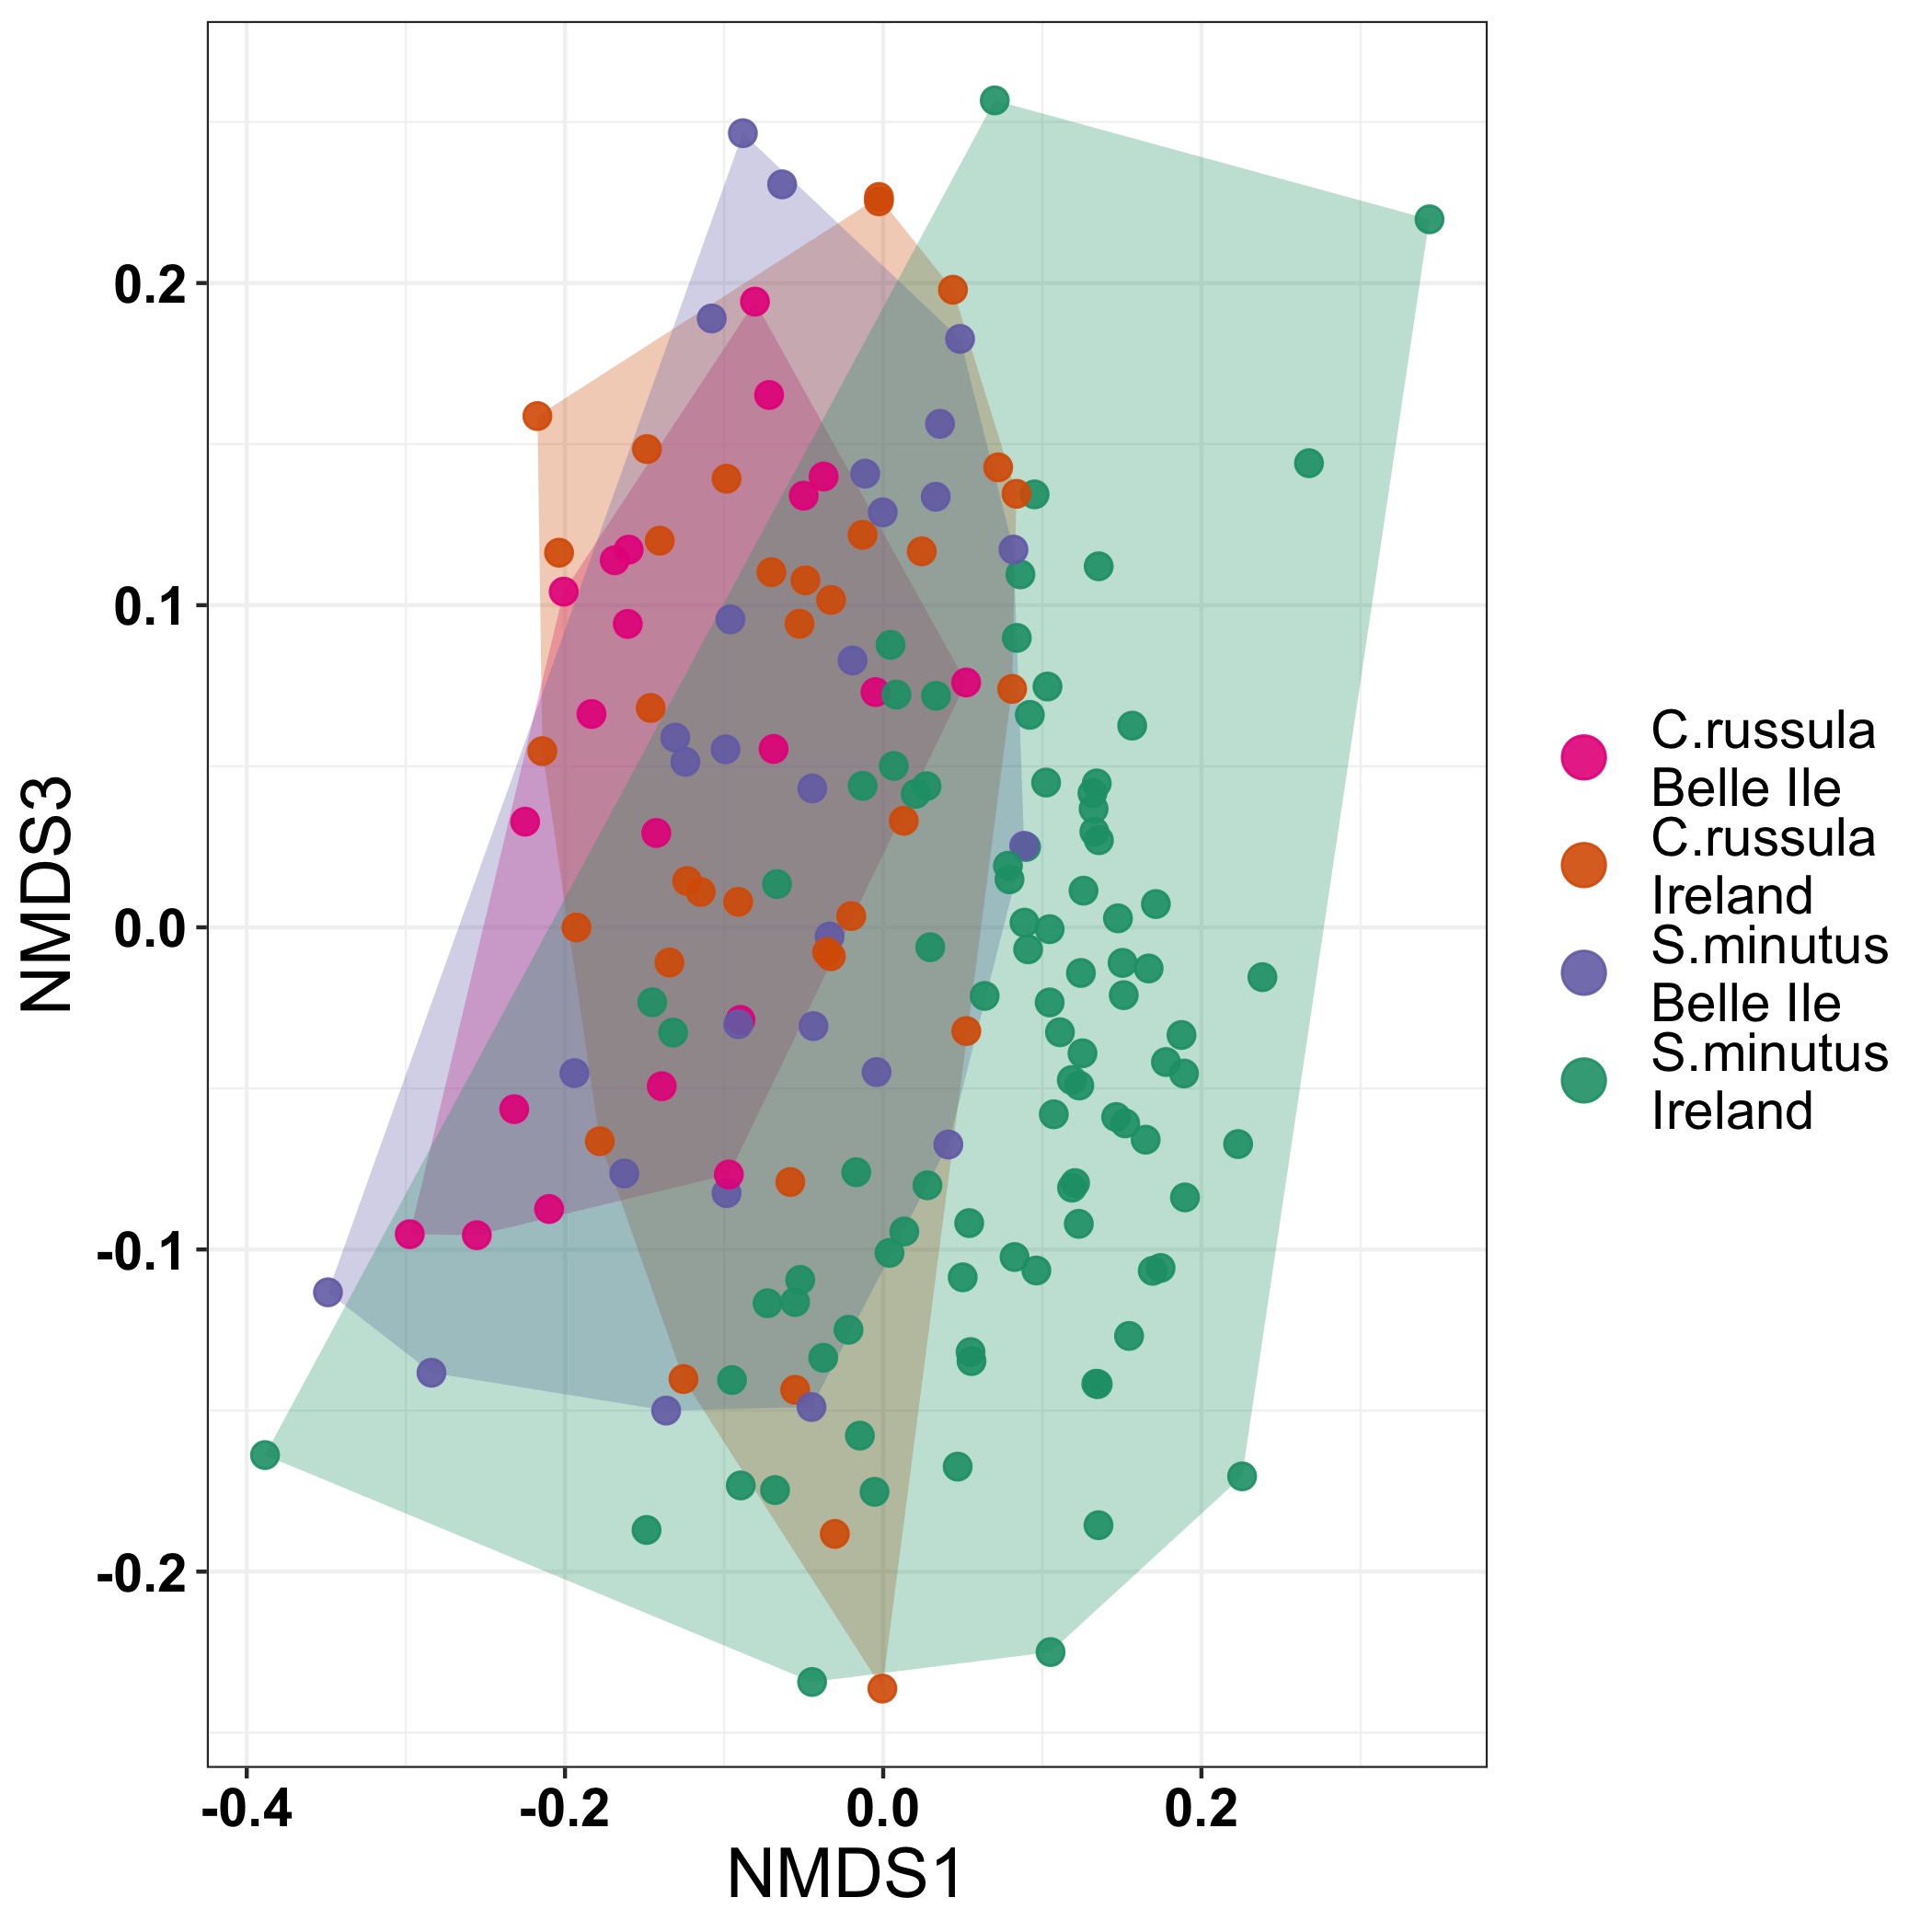 NMDS3
0.2
0.1
0.0
-0.1
-0.2
-0.4
-0.2
0.0
0.2
NMDS1
C.russula
Belle Ile
C.russula
Ireland
S.minutus
Belle Ile
S.minutus
Ireland